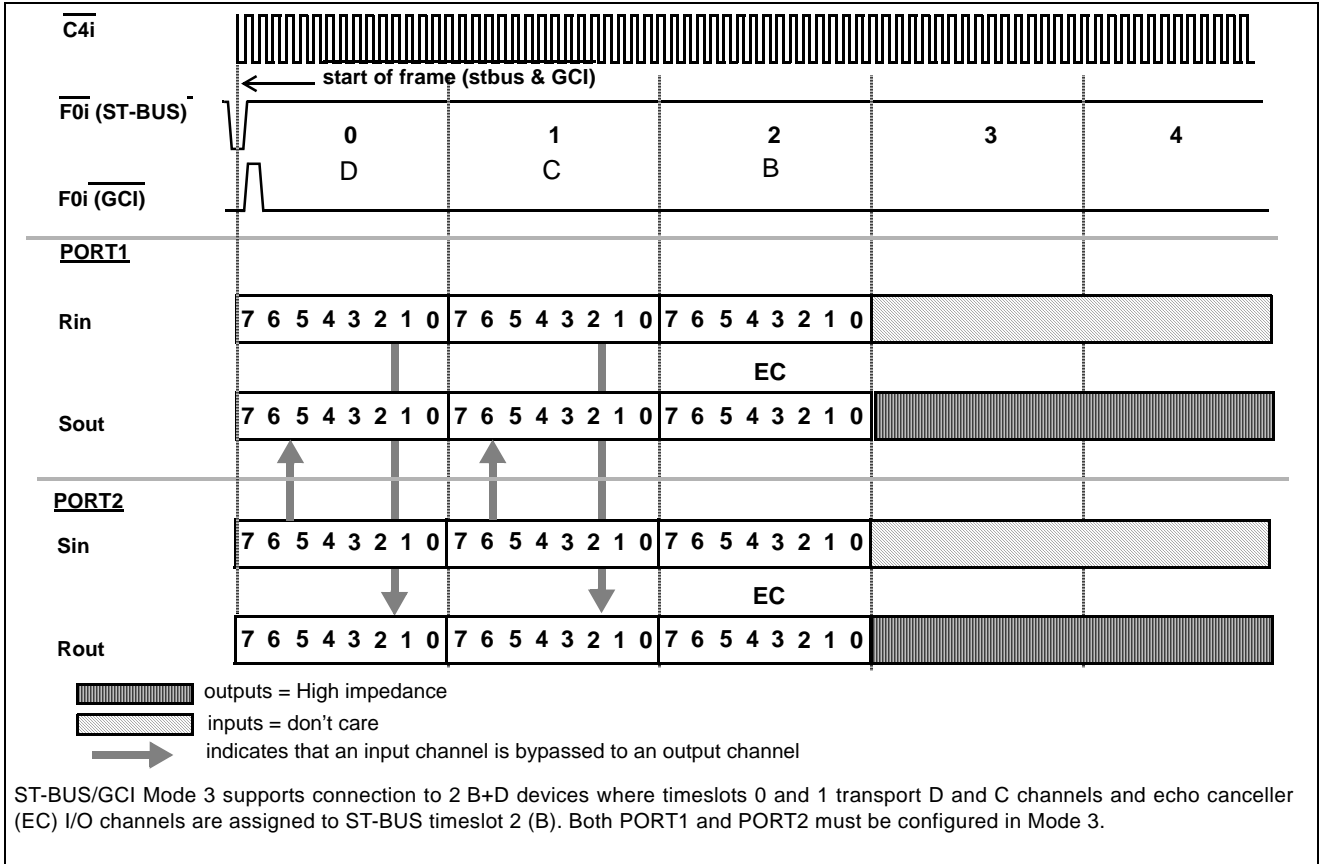 C4i
start of frame (stbus & GCI)
F0i (ST-BUS)
0 1 2 3 4
D C B
F0i (GCI)
PORT1
Rin 7 6 5 4 3 2 1 0 7 6 5 4 3 2 1 0 7 6 5 4 3 2 1 0
EC
Sout 7 6 5 4 3 2 1 0 7 6 5 4 3 2 1 0 7 6 5 4 3 2 1 0
PORT2
Sin 7 6 5 4 3 2 1 0 7 6 5 4 3 2 1 0 7 6 5 4 3 2 1 0
EC
Rout 7 6 5 4 3 2 1 0 7 6 5 4 3 2 1 0 7 6 5 4 3 2 1 0
outputs = High impedance
inputs = don't care
indicates that an input channel is bypassed to an output channel
ST-BUS/GCI Mode 3 supports connection to 2 B+D devices where timeslots 0 and 1 transport D and C channels and echo canceller
(EC) I/O channels are assigned to ST-BUS timeslot 2 (B). Both PORT1 and PORT2 must be configured in Mode 3.